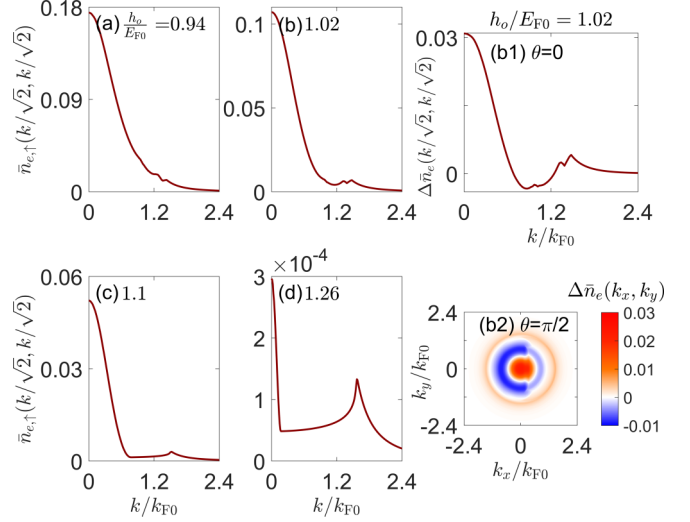 (a) h_o/E_F0 =0.94
n̄_e,↑(k/√2, k/√2)
0.18
0.09
0
0 1.2 2.4
(b) 1.02
0.1
0.05
0
0 1.2 2.4
h_o/E_F0 = 1.02
(b1) θ=0
Δn̄_e(k/√2, k/√2)
0.03
0
0 1.2 2.4
k/k_F0
(c) 1.1
n̄_e,↑(k/√2, k/√2)
0.06
0.03
0
0 1.2 2.4
k/k_F0
×10⁻⁴
(d) 1.26
4
3
2
1
0
0 1.2 2.4
k/k_F0
Δn̄_e(k_x, k_y)
(b2) θ=π/2
k_y/k_F0
2.4
0
-2.4
-2.4 0 2.4
k_x/k_F0
0.03
0.02
0.01
0
-0.01